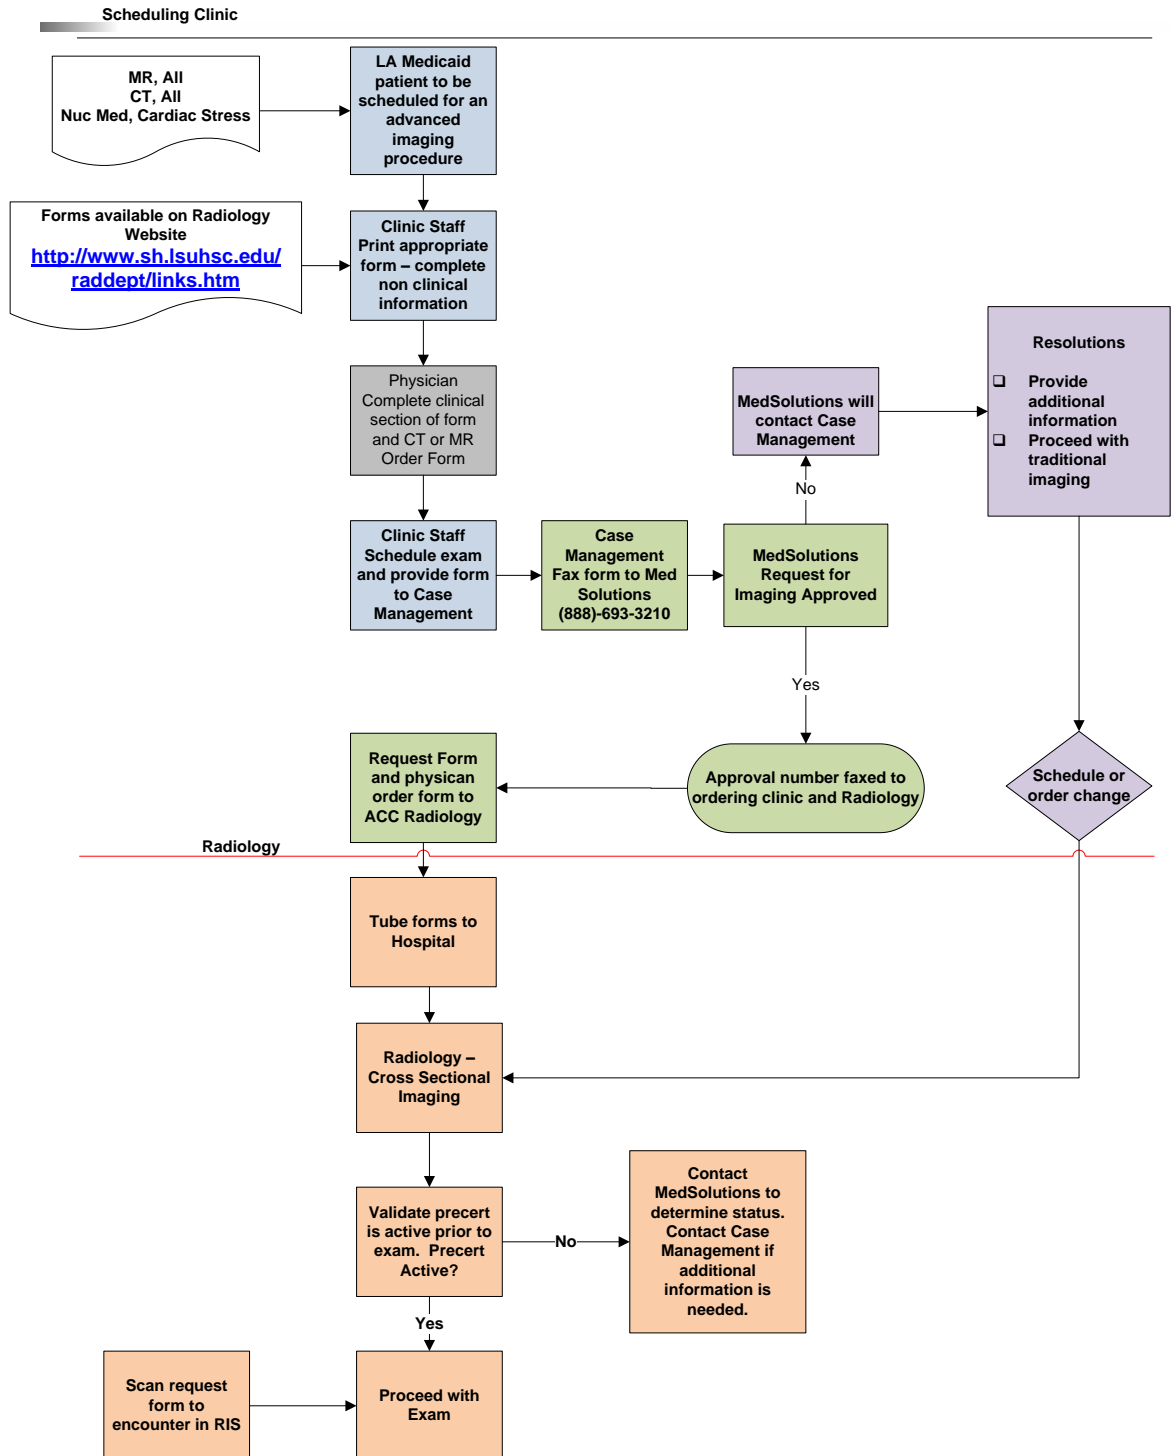 Scheduling Clinic
MR, All
CT, All
Nuc Med, Cardiac Stress
LA Medicaid
patient to be
scheduled for an
advanced
imaging
procedure
Forms available on Radiology
Website
http://www.sh.lsuhsc.edu/
raddept/links.htm
Clinic Staff
Print appropriate
form – complete
non clinical
information
Physician
Complete clinical
section of form
and CT or MR
Order Form
MedSolutions will
contact Case
Management
Resolutions
❑ Provide
additional
information
❑ Proceed with
traditional
imaging
No
Clinic Staff
Schedule exam
and provide form
to Case
Management
Case
Management
Fax form to Med
Solutions
(888)-693-3210
MedSolutions
Request for
Imaging Approved
Yes
Request Form
and physican
order form to
ACC Radiology
Approval number faxed to
ordering clinic and Radiology
Schedule or
order change
Radiology
Tube forms to
Hospital
Radiology –
Cross Sectional
Imaging
Validate precert
is active prior to
exam. Precert
Active?
No
Contact
MedSolutions to
determine status.
Contact Case
Management if
additional
information is
needed.
Yes
Scan request
form to
encounter in RIS
Proceed with
Exam